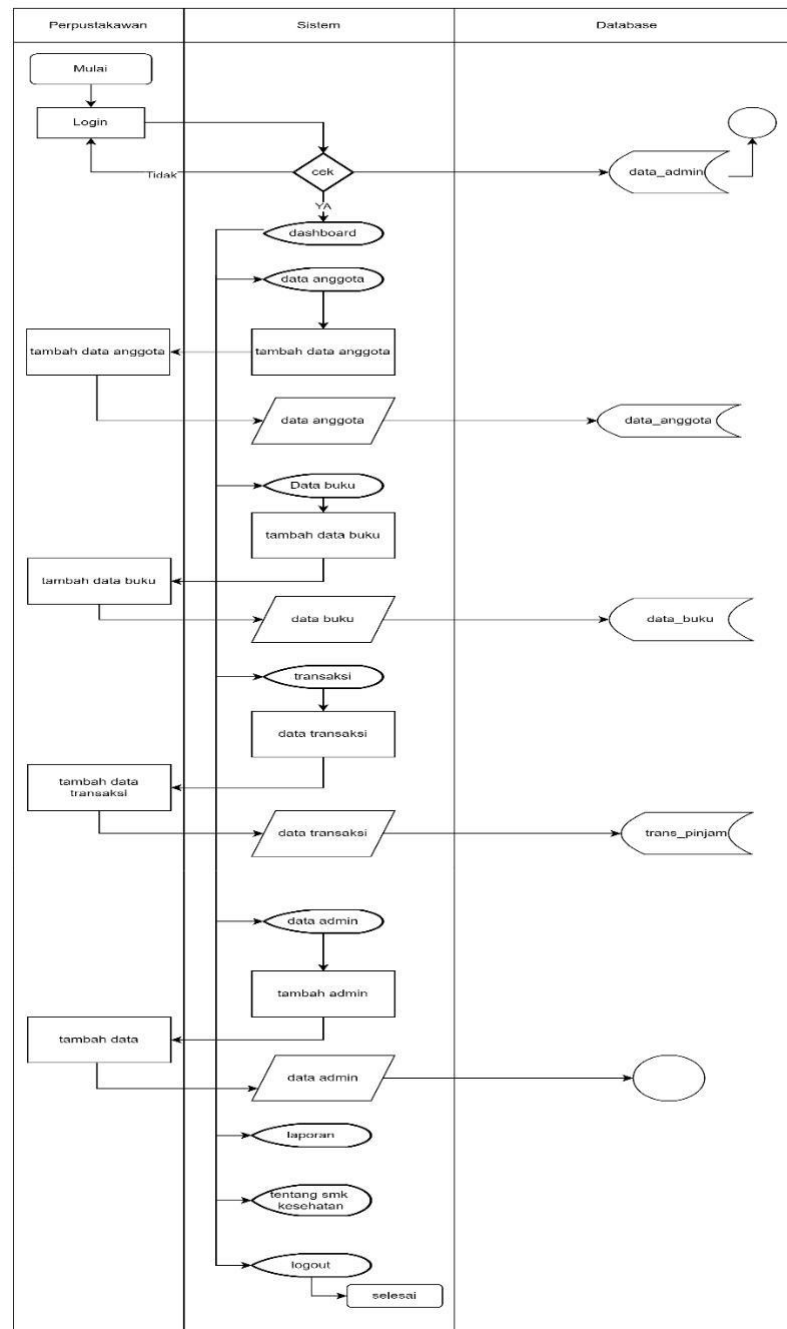 Perpustakawan
Sistem
Database
Mulai
Login
cek
Tidak
YA
data_admin
dashboard
data anggota
tambah data anggota
tambah data anggota
data anggota
data_anggota
Data buku
tambah data buku
tambah data buku
data buku
data_buku
transaksi
data transaksi
tambah data
transaksi
data transaksi
trans_pinjam
data admin
tambah admin
tambah data
data admin
laporan
tentang smk
kesehatan
logout
selesai